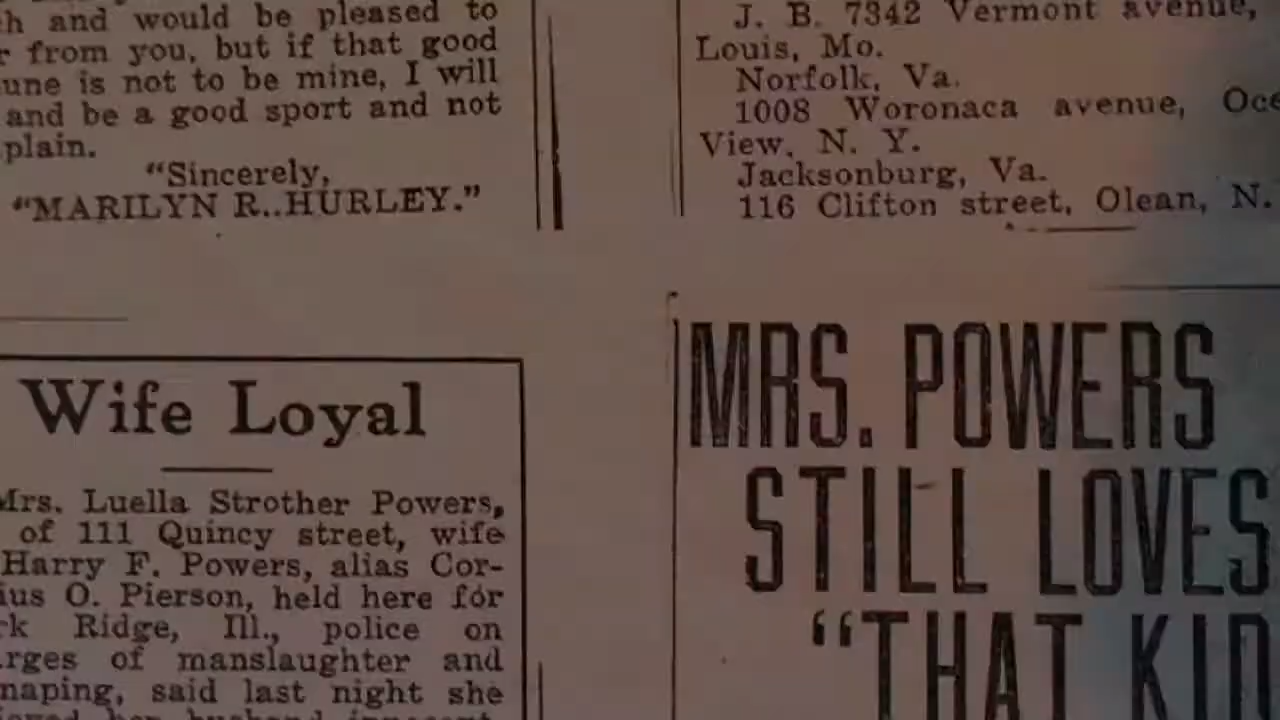 h and would be pleased to
r from you, but if that good
une is not to be mine, I will
and be a good sport and not
plain.
"Sincerely,
"MARILYN R..HURLEY."
J. B. 7342 Vermont avenue,
Louis, Mo.
Norfolk, Va.
1008 Woronaca avenue, Oce
View, N. Y.
Jacksonburg, Va.
116 Clifton street, Olean, N.
Wife Loyal
Mrs. Luella Strother Powers,
of 111 Quincy street, wife
Harry F. Powers, alias Cor-
ius O. Pierson, held here for
rk Ridge, Ill., police on
rges of manslaughter and
naping, said last night she
her husband innocent
MRS. POWERS
STILL LOVES
"THAT KID